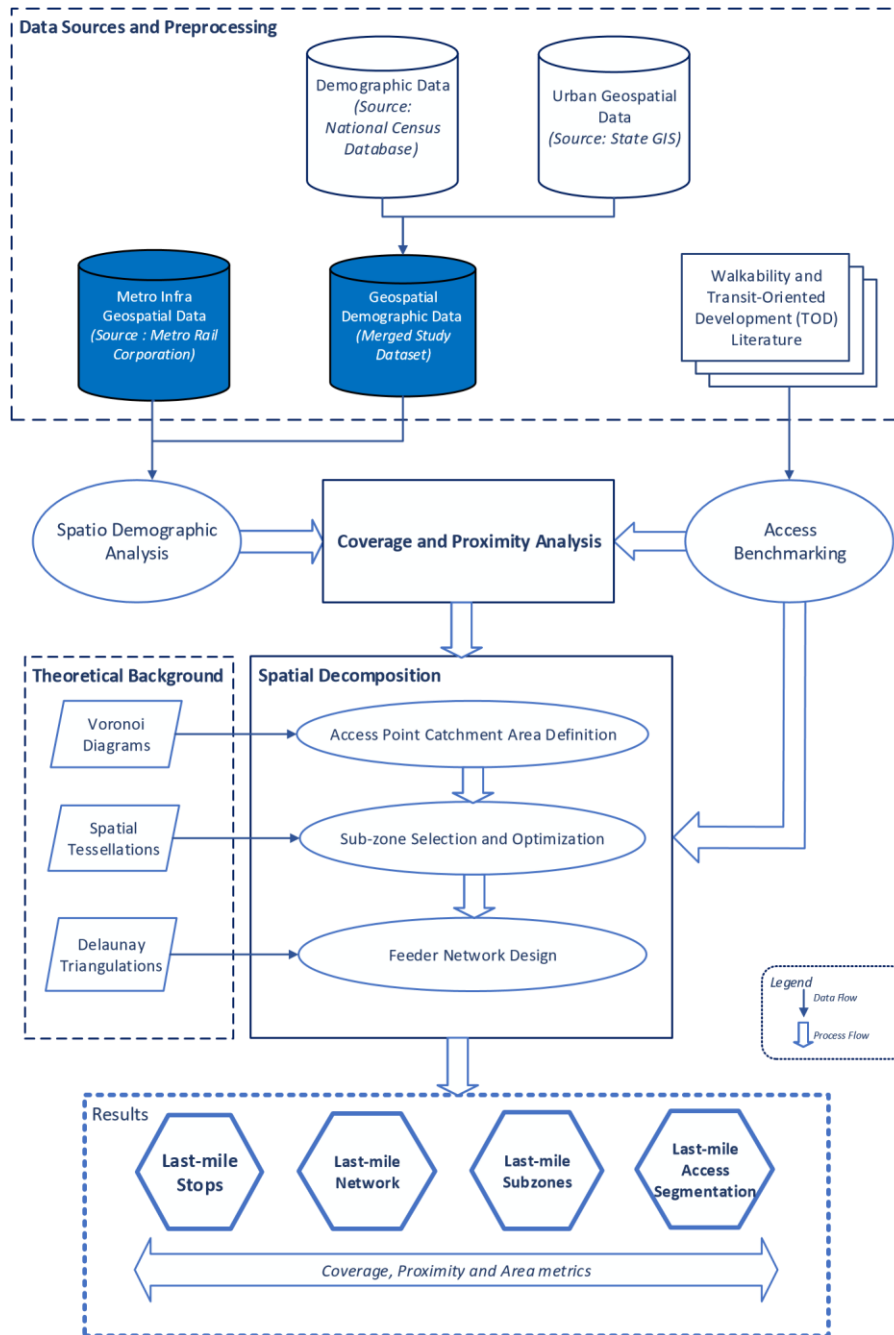 Data Sources and Preprocessing
Demographic Data
(Source:
National Census
Database)
Urban Geospatial
Data
(Source: State GIS)
Metro Infra
Geospatial Data
(Source : Metro Rail
Corporation)
Geospatial
Demographic Data
(Merged Study
Dataset)
Walkability and
Transit-Oriented
Development (TOD)
Literature
Spatio Demographic
Analysis
Coverage and Proximity Analysis
Access
Benchmarking
Theoretical Background
Voronoi
Diagrams
Spatial
Tessellations
Delaunay
Triangulations
Spatial Decomposition
Access Point Catchment Area Definition
Sub-zone Selection and Optimization
Feeder Network Design
Legend
Data Flow
Process Flow
Results
Last-mile
Stops
Last-mile
Network
Last-mile
Subzones
Last-mile
Access
Segmentation
Coverage, Proximity and Area metrics